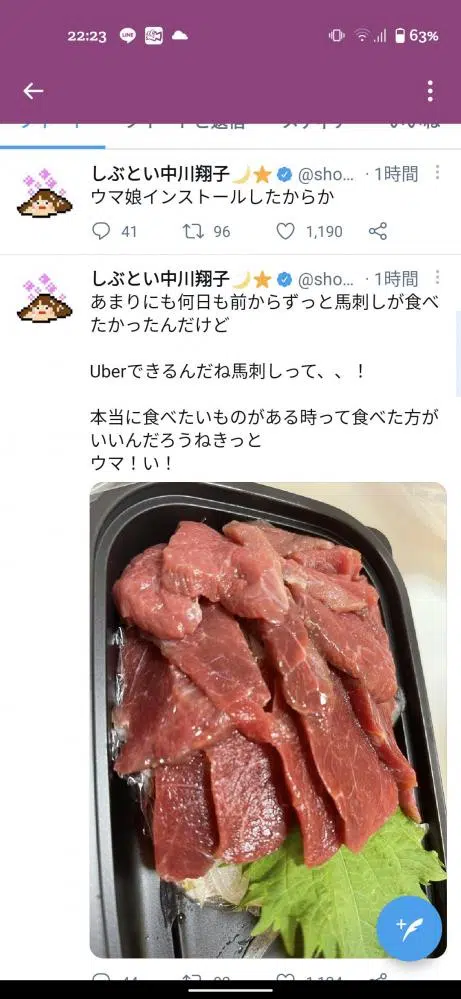 22:23
LINE
63%
しぶとい中川翔子🌙⭐ @sho... ・1時間
ウマ娘インストールしたからか
41 96 1,190
しぶとい中川翔子🌙⭐ @sho... ・1時間
あまりにも何日も前からずっと馬刺しが食べ
たかったんだけど
Uberできるんだね馬刺しって、、！
本当に食べたいものがある時って食べた方が
いいんだろうねきっと
ウマ！い！